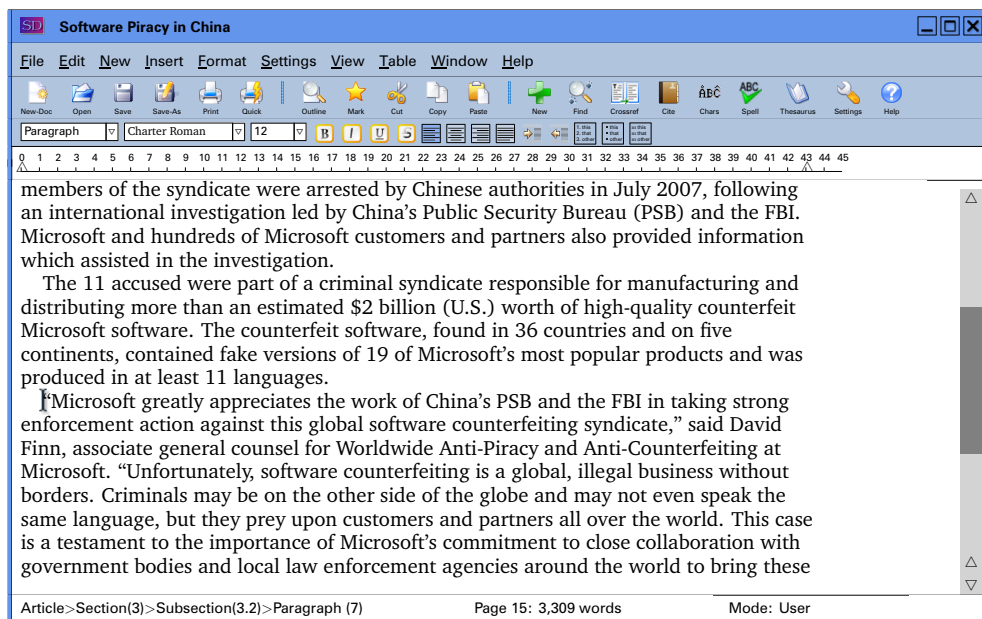 SD Software Piracy in China
File Edit New Insert Format Settings View Table Window Help
ABC
ÂBĈ
?
New-Doc Open Save Save-As Print Quick Outline Mark Cut Copy Paste New Find Crossref Cite Chars Spell Thesaurus Settings Help
Paragraph Charter Roman 12 B I U S 1. this 2. that 3. other • this • that • other
0 1 2 3 4 5 6 7 8 9 10 11 12 13 14 15 16 17 18 19 20 21 22 23 24 25 26 27 28 29 30 31 32 33 34 35 36 37 38 39 40 41 42 43 44 45
members of the syndicate were arrested by Chinese authorities in July 2007, following
an international investigation led by China’s Public Security Bureau (PSB) and the FBI.
Microsoft and hundreds of Microsoft customers and partners also provided information
which assisted in the investigation.
The 11 accused were part of a criminal syndicate responsible for manufacturing and
distributing more than an estimated $2 billion (U.S.) worth of high-quality counterfeit
Microsoft software. The counterfeit software, found in 36 countries and on five
continents, contained fake versions of 19 of Microsoft’s most popular products and was
produced in at least 11 languages.
“Microsoft greatly appreciates the work of China’s PSB and the FBI in taking strong
enforcement action against this global software counterfeiting syndicate,” said David
Finn, associate general counsel for Worldwide Anti-Piracy and Anti-Counterfeiting at
Microsoft. “Unfortunately, software counterfeiting is a global, illegal business without
borders. Criminals may be on the other side of the globe and may not even speak the
same language, but they prey upon customers and partners all over the world. This case
is a testament to the importance of Microsoft’s commitment to close collaboration with
government bodies and local law enforcement agencies around the world to bring these
Article>Section(3)>Subsection(3.2)>Paragraph (7) Page 15: 3,309 words Mode: User